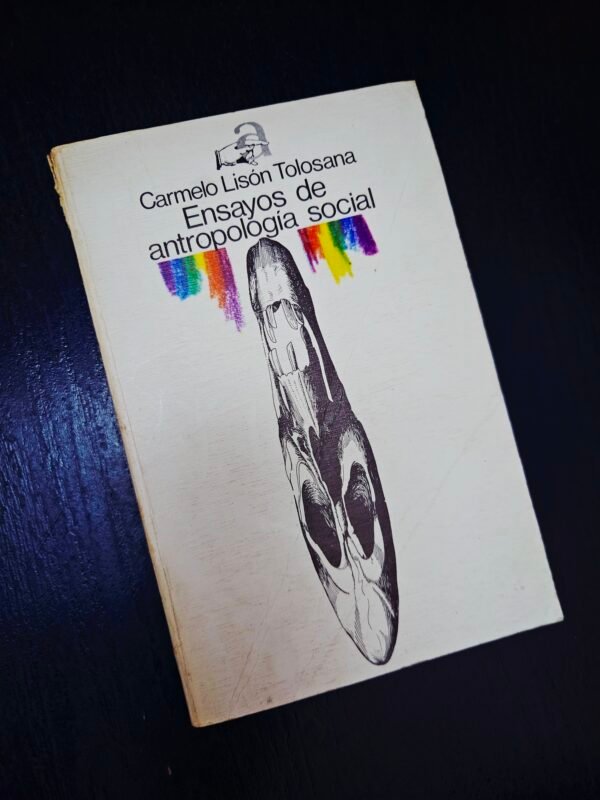 a
Carmelo Lisón Tolosana
Ensayos de
antropología social